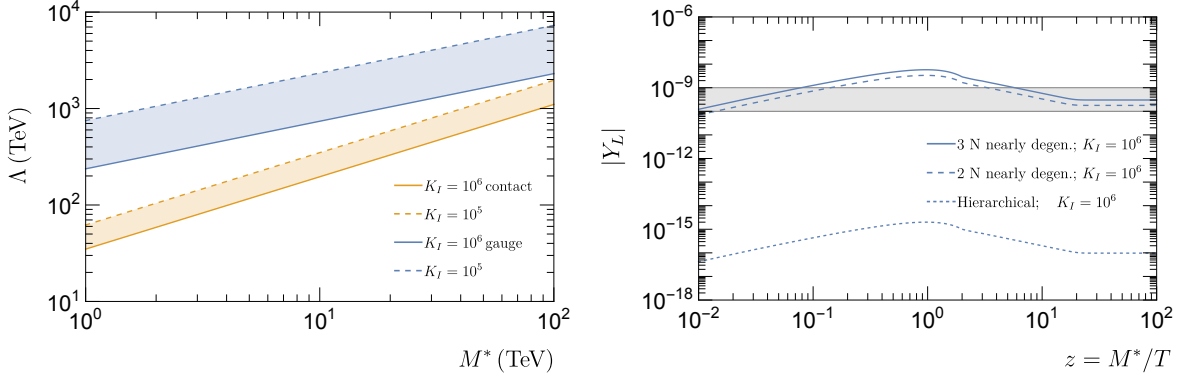 10^4
10^3
10^2
10^1
Λ (TeV)
K_I = 10^6 contact
K_I = 10^5
K_I = 10^6 gauge
K_I = 10^5
10^0
10^1
10^2
M^* (TeV)
10^-6
10^-9
10^-12
10^-15
10^-18
|Y_L|
3 N nearly degen.; K_I = 10^6
2 N nearly degen.; K_I = 10^6
Hierarchical; K_I = 10^6
10^-2
10^-1
10^0
10^1
10^2
z = M^*/T